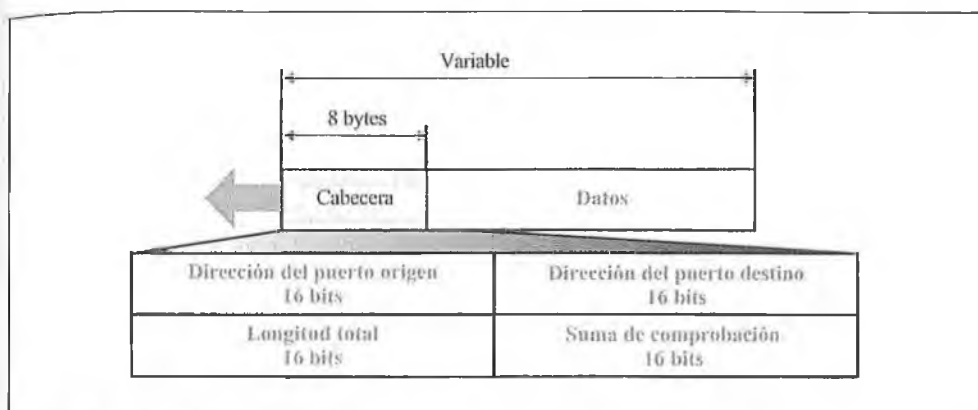 Variable
8 bytes
Cabecera
Datos
Dirección del puerto origen
16 bits
Dirección del puerto destino
16 bits
Longitud total
16 bits
Suma de comprobación
16 bits